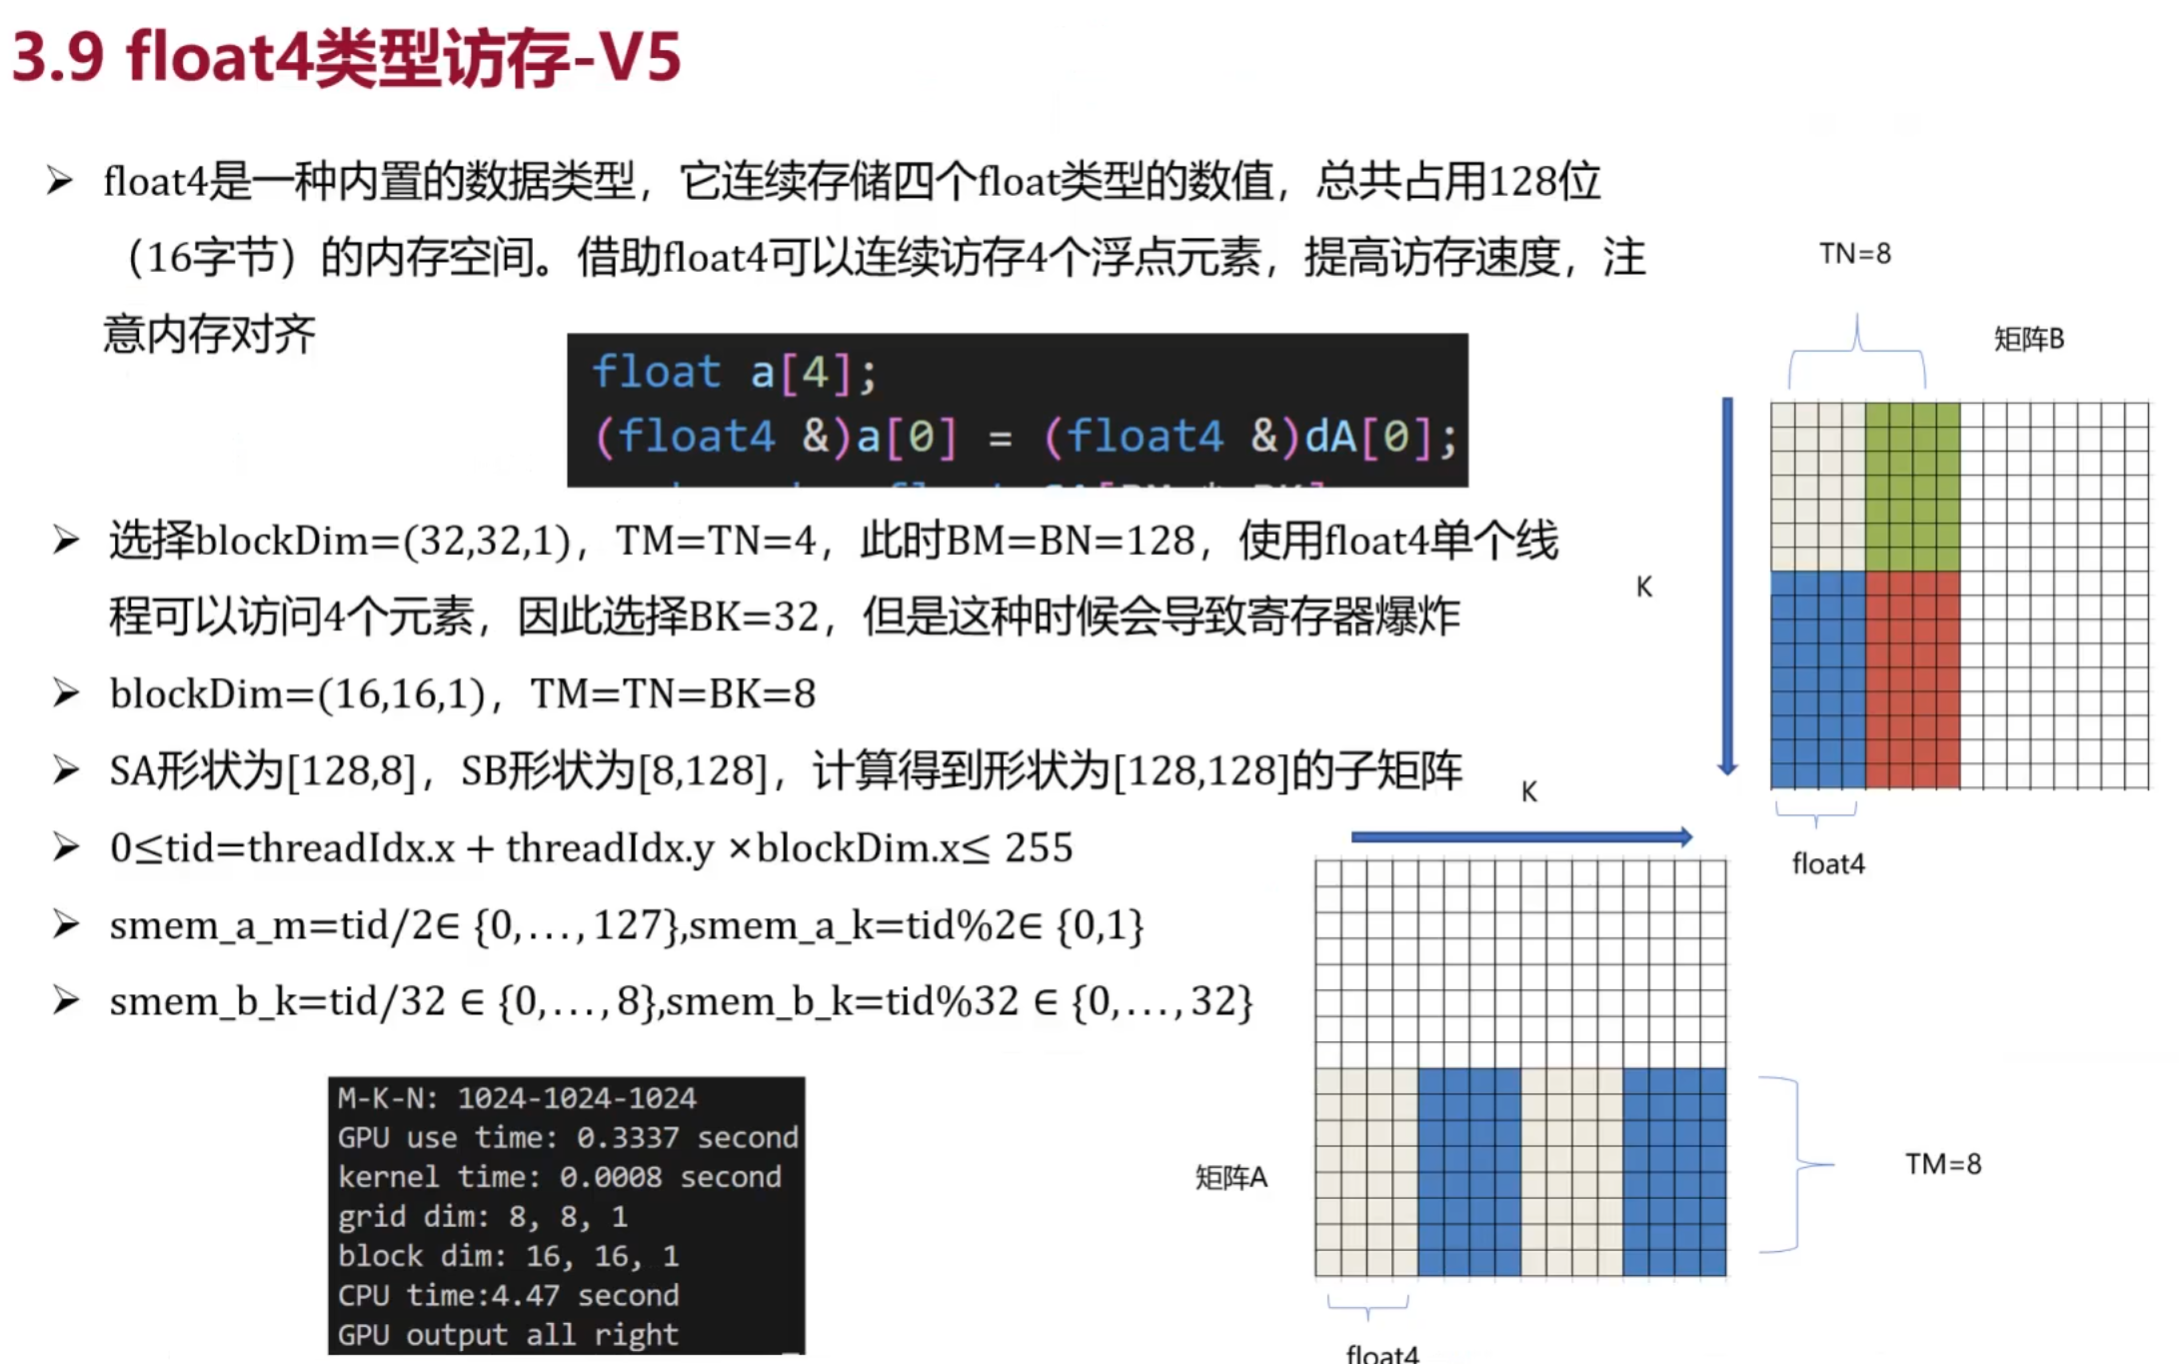 3.9 float4类型访存-V5
float4是一种内置的数据类型，它连续存储四个float类型的数值，总共占用128位
（16字节）的内存空间。借助float4可以连续访存4个浮点元素，提高访存速度，注
意内存对齐
float a[4];
(float4 &)a[0] = (float4 &)dA[0];
选择blockDim=(32,32,1)，TM=TN=4，此时BM=BN=128，使用float4单个线
程可以访问4个元素，因此选择BK=32，但是这种时候会导致寄存器爆炸
blockDim=(16,16,1)，TM=TN=BK=8
SA形状为[128,8]，SB形状为[8,128]，计算得到形状为[128,128]的子矩阵
0≤tid=threadIdx.x + threadIdx.y ×blockDim.x≤ 255
smem_a_m=tid/2∈ {0,…,127},smem_a_k=tid%2∈ {0,1}
smem_b_k=tid/32 ∈ {0,…,8},smem_b_k=tid%32 ∈ {0,…,32}
M-K-N: 1024-1024-1024
GPU use time: 0.3337 second
kernel time: 0.0008 second
grid dim: 8, 8, 1
block dim: 16, 16, 1
CPU time:4.47 second
GPU output all right
TN=8
矩阵B
K
float4
K
矩阵A
TM=8
float4